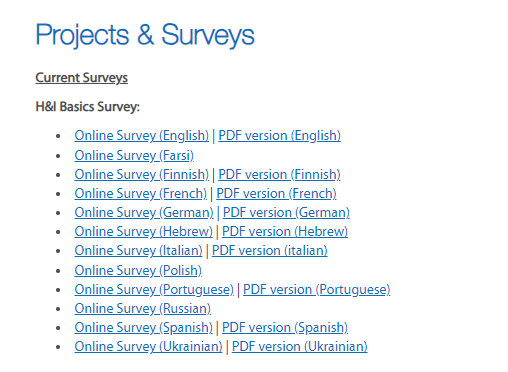 Projects & Surveys
Current Surveys
H&I Basics Survey:
• Online Survey (English) | PDF version (English)
• Online Survey (Farsi)
• Online Survey (Finnish) | PDF version (Finnish)
• Online Survey (French) | PDF version (French)
• Online Survey (German) | PDF version (German)
• Online Survey (Hebrew) | PDF version (Hebrew)
• Online Survey (Italian) | PDF version (italian)
• Online Survey (Polish)
• Online Survey (Portuguese) | PDF version (Portuguese)
• Online Survey (Russian)
• Online Survey (Spanish) | PDF version (Spanish)
• Online Survey (Ukrainian) | PDF version (Ukrainian)